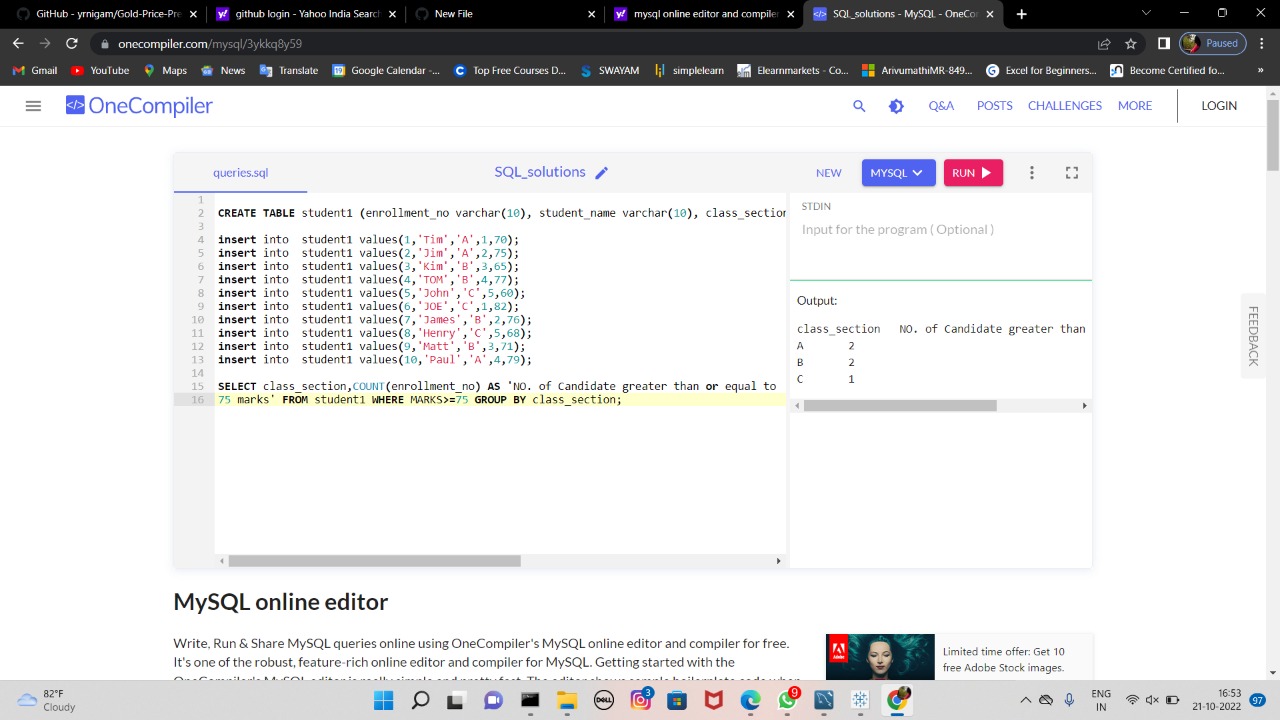 GitHub - yrnigam/Gold-Price-Pre
github login - Yahoo India Search
New File
mysql online editor and compiler
SQL_solutions - MySQL - OneCom
onecompiler.com/mysql/3ykkq8y59
Paused
Gmail
YouTube
Maps
News
Translate
Google Calendar -...
Top Free Courses D...
SWAYAM
simplelearn
Elearnmarkets - Co...
ArivumathiMR-849...
Excel for Beginners...
Become Certified fo...
»
OneCompiler
Q&A
POSTS
CHALLENGES
MORE
LOGIN
queries.sql
SQL_solutions
NEW
MYSQL
RUN
1
2 CREATE TABLE student1 (enrollment_no varchar(10), student_name varchar(10), class_section
3
4 insert into  student1 values(1,'Tim','A',1,70);
5 insert into  student1 values(2,'Jim','A',2,75);
6 insert into  student1 values(3,'Kim','B',3,65);
7 insert into  student1 values(4,'TOM','B',4,77);
8 insert into  student1 values(5,'John','C',5,60);
9 insert into  student1 values(6,'JOE','C',1,82);
10 insert into  student1 values(7,'James','B',2,76);
11 insert into  student1 values(8,'Henry','C',5,68);
12 insert into  student1 values(9,'Matt','B',3,71);
13 insert into  student1 values(10,'Paul','A',4,79);
14
15 SELECT class_section,COUNT(enrollment_no) AS 'NO. of Candidate greater than or equal to
16 75 marks' FROM student1 WHERE MARKS>=75 GROUP BY class_section;
STDIN
Input for the program ( Optional )
Output:
class_section NO. of Candidate greater than
A 2
B 2
C 1
FEEDBACK
MySQL online editor
Write, Run & Share MySQL queries online using OneCompiler's MySQL online editor and compiler for free.
It's one of the robust, feature-rich online editor and compiler for MySQL. Getting started with the
Adobe
Limited time offer: Get 10
free Adobe Stock images.
82°F
Cloudy
DELL
3
9
ENG
IN
16:53
21-10-2022
97